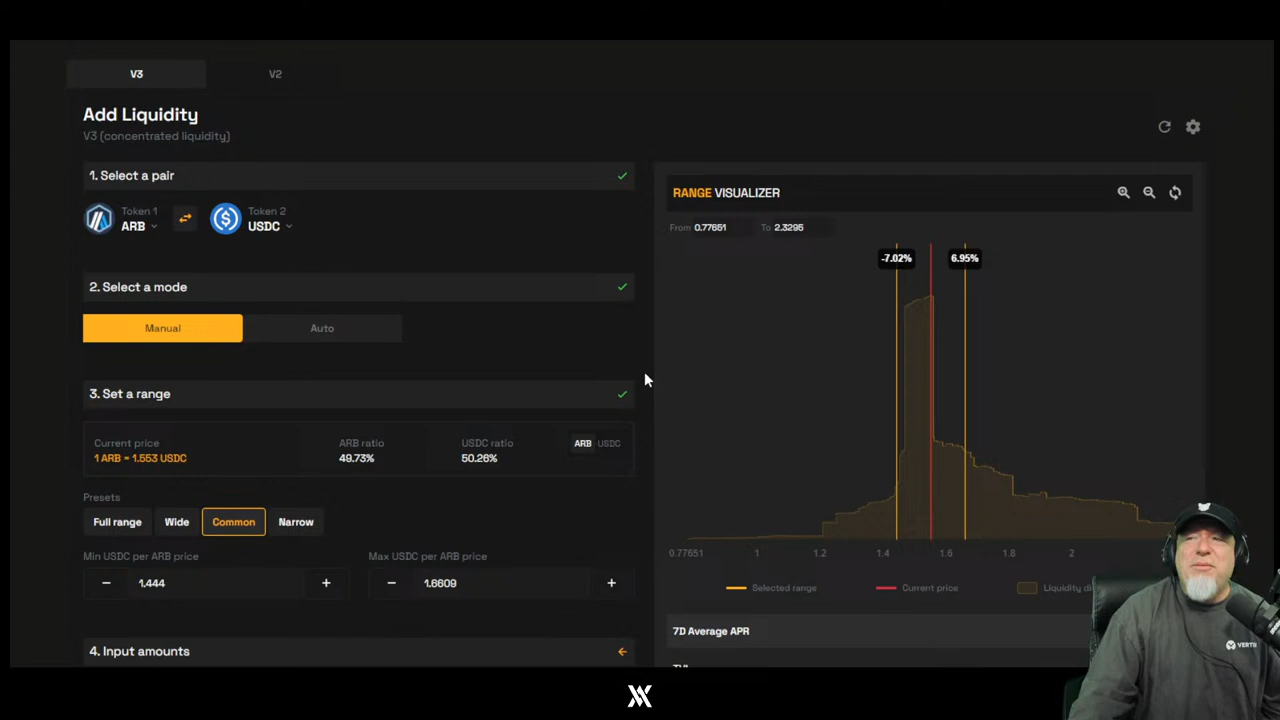 V3 V2
Add Liquidity
V3 (concentrated liquidity)
1. Select a pair
Token 1
ARB
Token 2
USDC
2. Select a mode
Manual Auto
3. Set a range
Current price
1 ARB = 1.553 USDC
ARB ratio
49.73%
USDC ratio
50.26%
ARB USDC
Presets
Full range Wide Common Narrow
Min USDC per ARB price
1.444
Max USDC per ARB price
1.6609
4. Input amounts
RANGE VISUALIZER
From 0.77651 To 2.3295
-7.02% 6.95%
0.77651 1 1.2 1.4 1.6 1.8 2
Selected range Current price Liquidity
7D Average APR